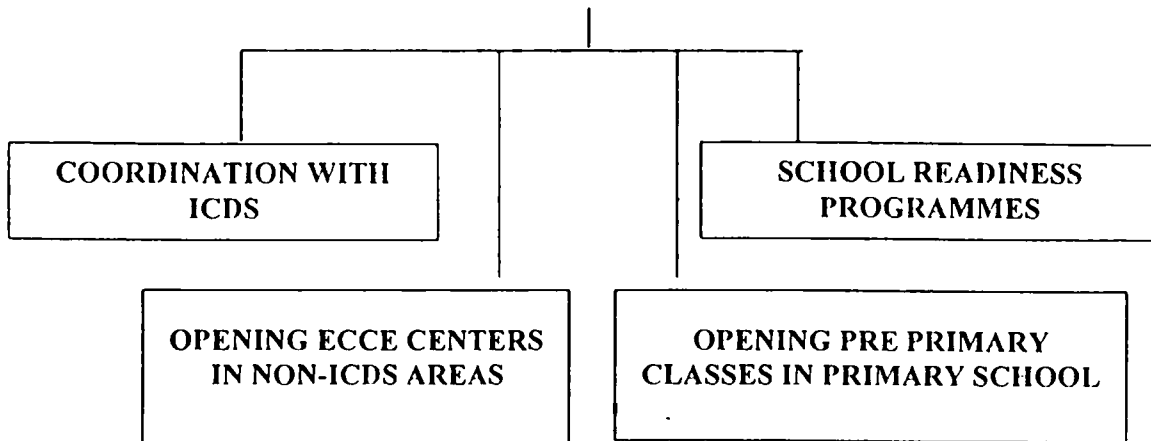 COORDINATION WITH
ICDS
SCHOOL READINESS
PROGRAMMES
OPENING ECCE CENTERS
IN NON-ICDS AREAS
OPENING PRE PRIMARY
CLASSES IN PRIMARY SCHOOL